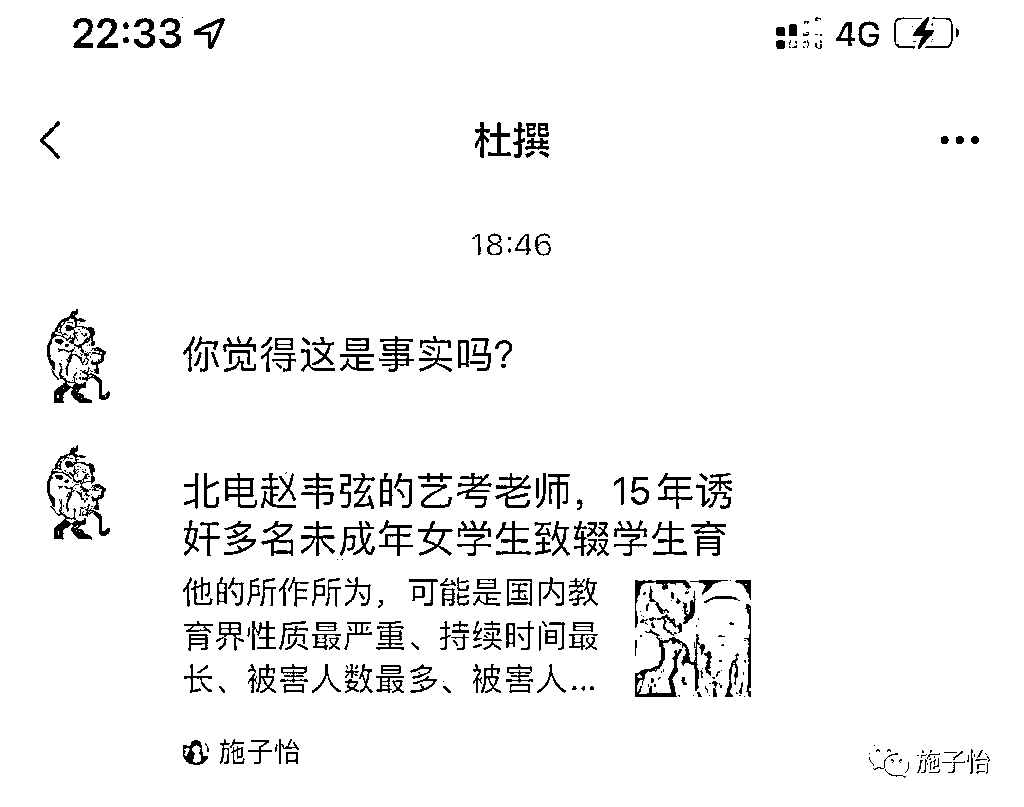 22:33
4G
杜撰
18:46
你觉得这是事实吗?
北电赵韦弦的艺考老师，15年诱
奸多名未成年女学生致辍学生育
他的所作所为，可能是国内教
育界性质最严重、持续时间最
长、被害人数最多、被害人...
施子怡
施子怡